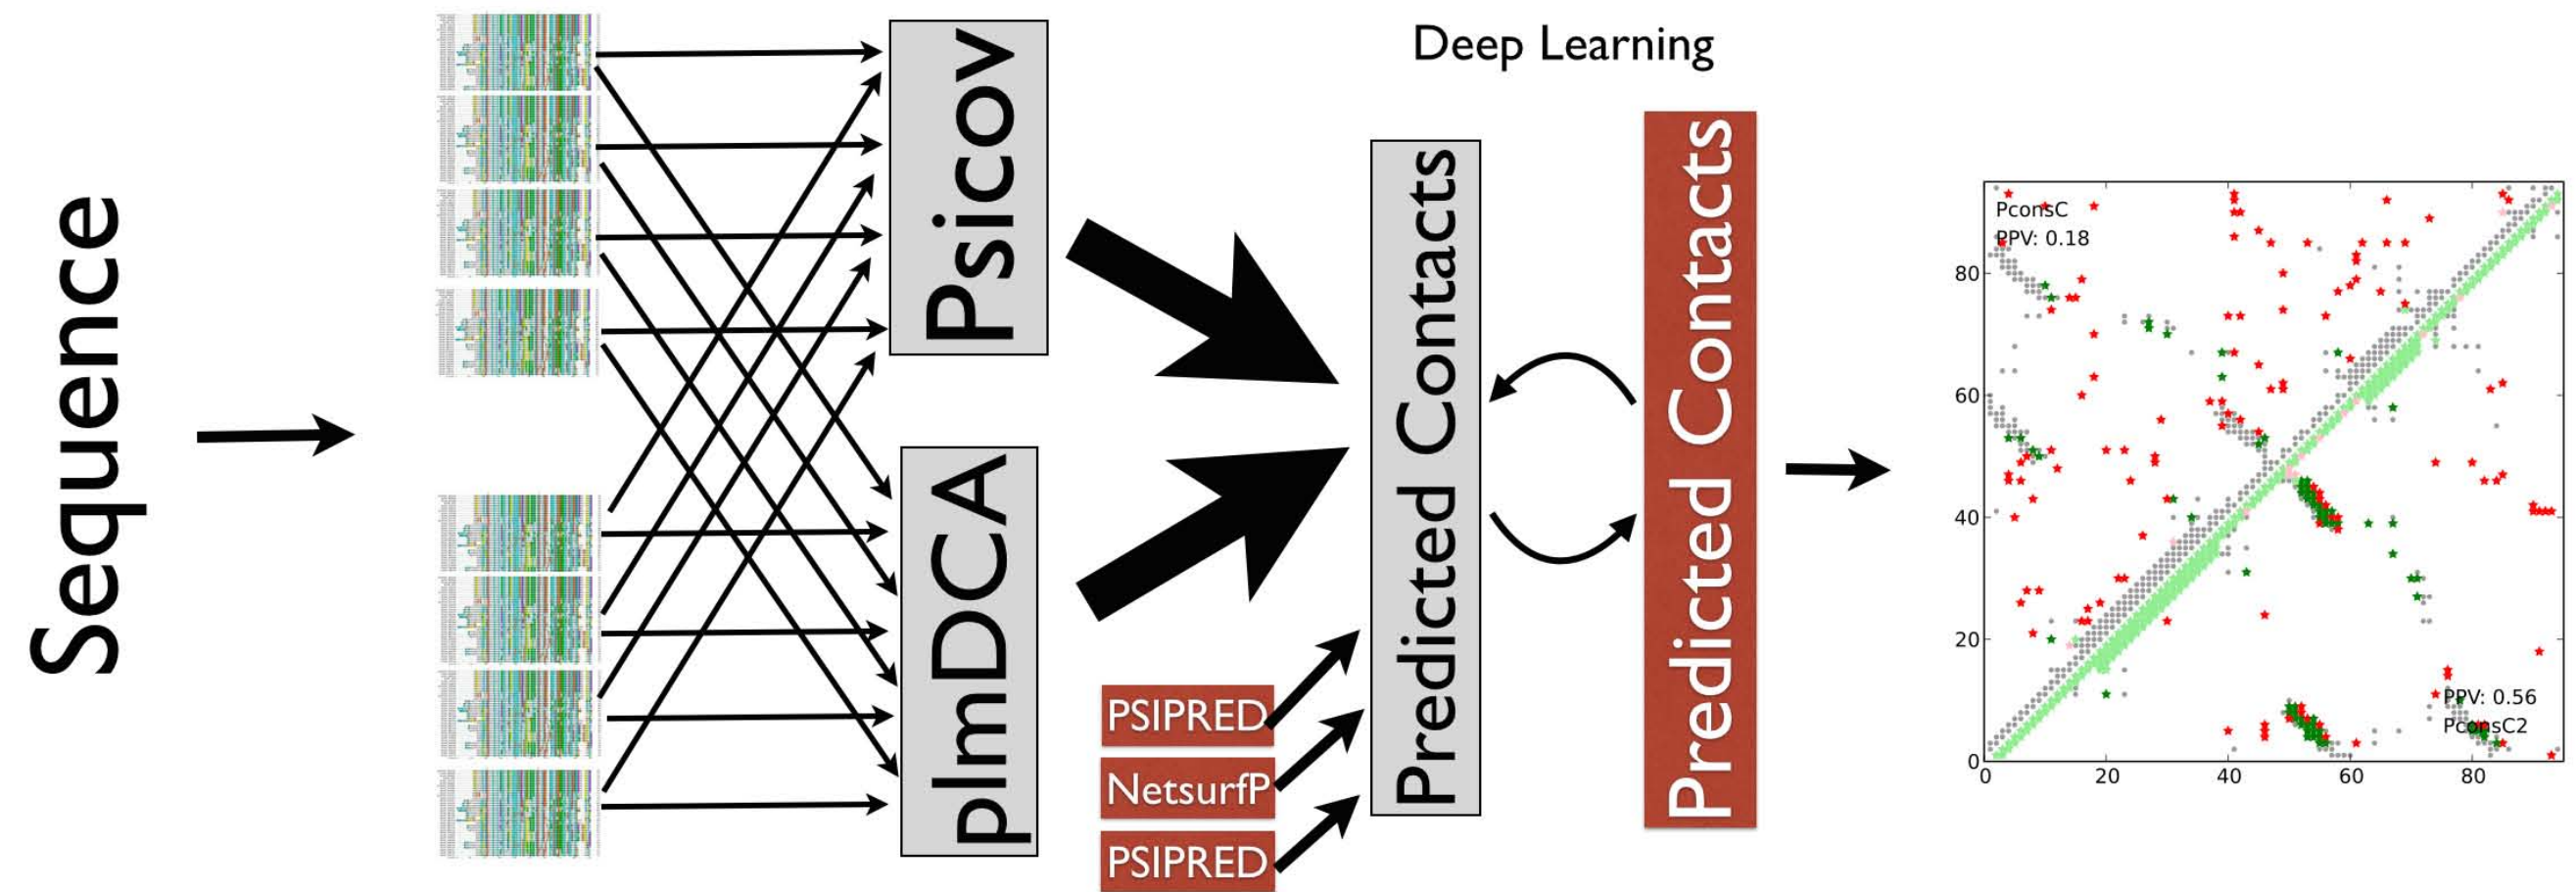 Sequence
Psicov
plmDCA
PSIPRED
NetsurfP
PSIPRED
Deep Learning
Predicted Contacts
Predicted Contacts
PconsC
PPV: 0.18
PPV: 0.56
PconsC2
80
60
40
20
0
0 20 40 60 80